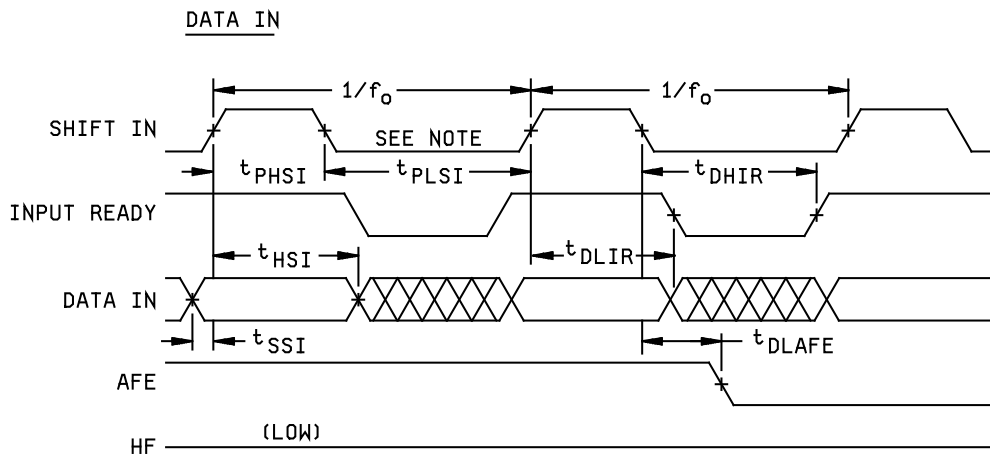 DATA IN
1/fo 1/fo
SHIFT IN SEE NOTE
tPHSI tPLSI tDHIR
INPUT READY
tHSI tDLIR
DATA IN
tSSI tDLAFE
AFE
(LOW)
HF